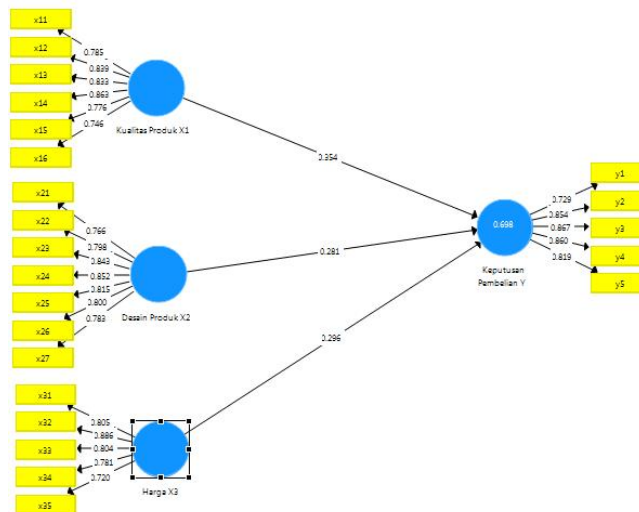 x11
x12
x13
x14
x15
x16
0.785
0.839
0.833
0.863
0.776
0.746
Kualitas Produk X1
x21
x22
x23
x24
x25
x26
x27
0.766
0.798
0.843
0.852
0.815
0.800
0.783
Desain Produk X2
x31
x32
x33
x34
x35
0.805
0.886
0.804
0.781
0.720
Harga X3
0.354
0.281
0.296
0.698
Keputusan
Pembelian Y
0.729
0.854
0.867
0.860
0.819
y1
y2
y3
y4
y5